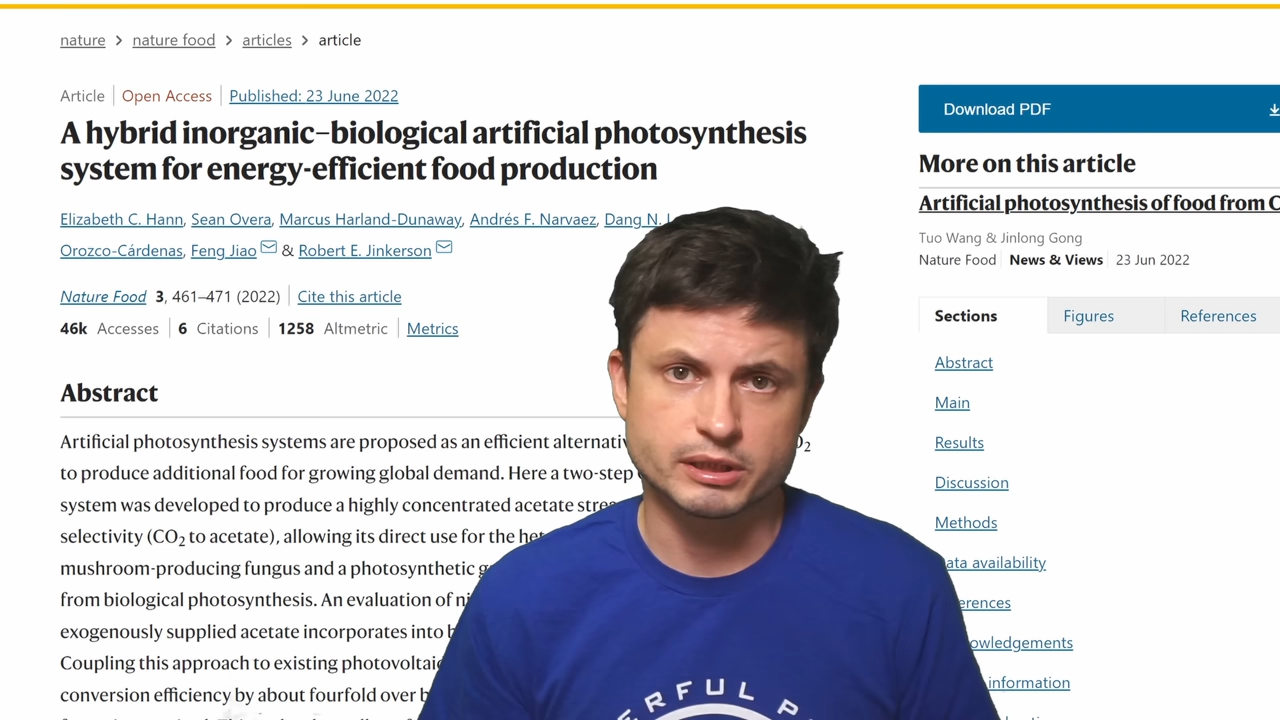 nature > nature food > articles > article
Article | Open Access | Published: 23 June 2022
A hybrid inorganic–biological artificial photosynthesis
system for energy-efficient food production
Elizabeth C. Hann, Sean Overa, Marcus Harland-Dunaway, Andrés F. Narvaez, Dang N.
Orozco-Cárdenas, Feng Jiao & Robert E. Jinkerson
Nature Food 3, 461–471 (2022) | Cite this article
46k Accesses | 6 Citations | 1258 Altmetric | Metrics
Abstract
Artificial photosynthesis systems are proposed as an efficient
to produce additional food for growing global demand. Here a two-step
system was developed to produce a highly concentrated acetate
selectivity (CO₂ to acetate), allowing its direct use for the
mushroom-producing fungus and a photosynthetic
from biological photosynthesis. An evaluation of
exogenously supplied acetate incorporates into
Coupling this approach to existing
conversion efficiency by about fourfold over
Download PDF
More on this article
Artificial photosynthesis of food from
Tuo Wang & Jinlong Gong
Nature Food | News & Views | 23 Jun 2022
Sections Figures References
Abstract
Main
Results
Discussion
Methods
ata availability
erences
owledgements
information
ERFUL P